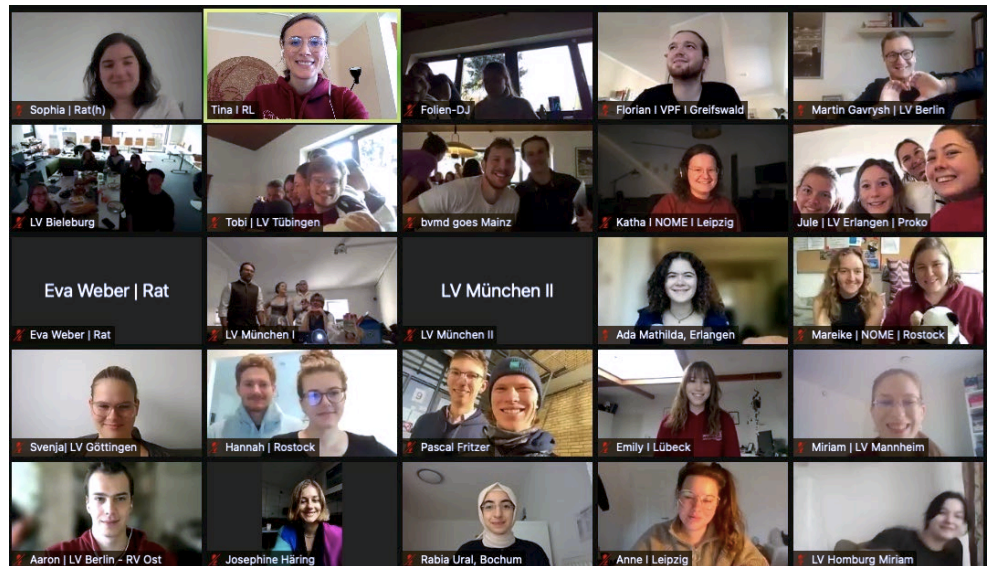 Sophia | Rat(h)
Tina I RL
Folien-DJ
Florian I VPF I Greifswald
Martin Gavrysh | LV Berlin
LV Bieleburg
Tobi | LV Tübingen
bvmd goes Mainz
Katha I NOME I Leipzig
Jule | LV Erlangen | Proko
Eva Weber | Rat
Eva Weber | Rat
LV München I
LV München II
LV München II
Ada Mathilda, Erlangen
Mareike | NOME | Rostock
Svenja| LV Göttingen
Hannah | Rostock
Pascal Fritzer
Emily I Lübeck
Miriam | LV Mannheim
Aaron | LV Berlin - RV Ost
Josephine Häring
Rabia Ural, Bochum
Anne I Leipzig
LV Homburg Miriam